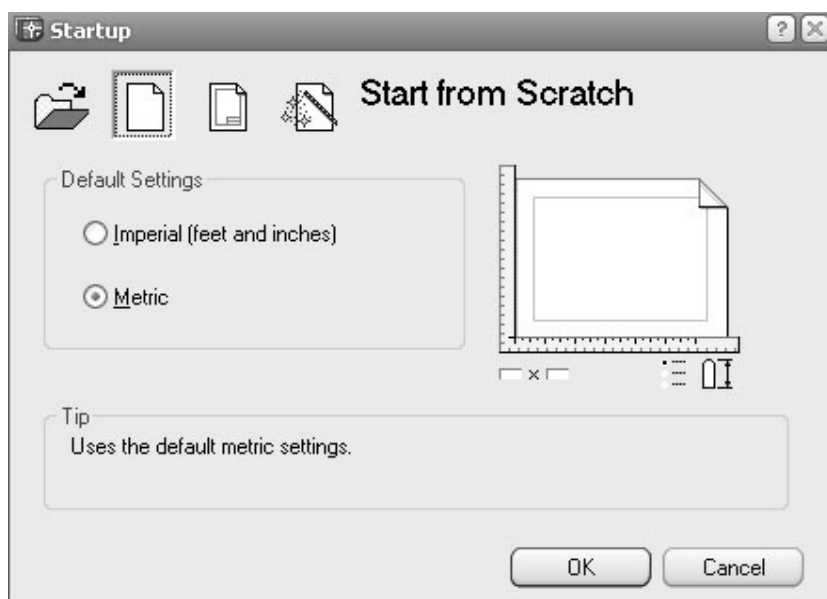 Startup
Start from Scratch
Default Settings
Imperial (feet and inches)
Metric
Tip
Uses the default metric settings.
OK
Cancel